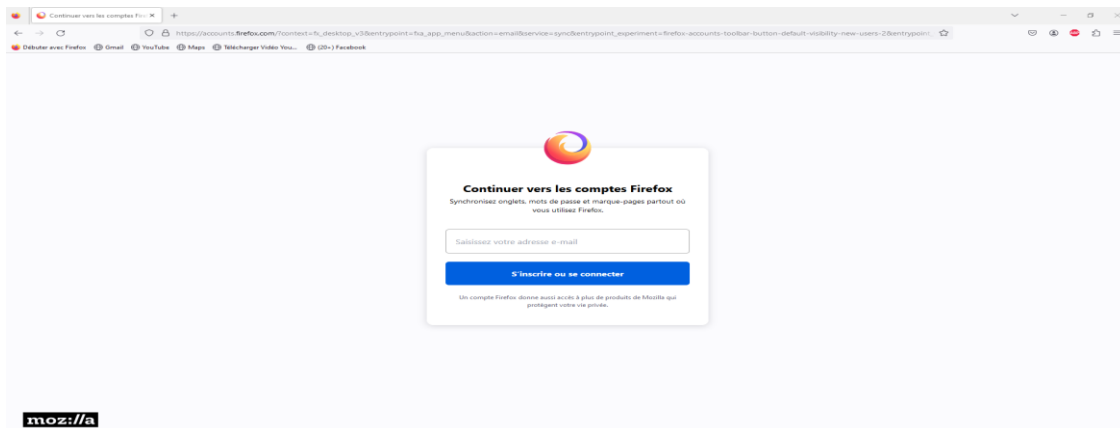 Continuer vers les comptes Fire
https://accounts.firefox.com/?context=fx_desktop_v3&entrypoint=fxa_app_menu&action=email&service=sync&entrypoint_experiment=firefox-accounts-toolbar-button-default-visibility-new-users-2&entrypoin
Débuter avec Firefox Gmail YouTube Maps Télécharger Vidéo You... (20+) Facebook
Continuer vers les comptes Firefox
Synchronisez onglets, mots de passe et marque-pages partout où
vous utilisez Firefox.
Saisissez votre adresse e-mail
S'inscrire ou se connecter
Un compte Firefox donne aussi accès à plus de produits de Mozilla qui
protègent votre vie privée.
moz://a